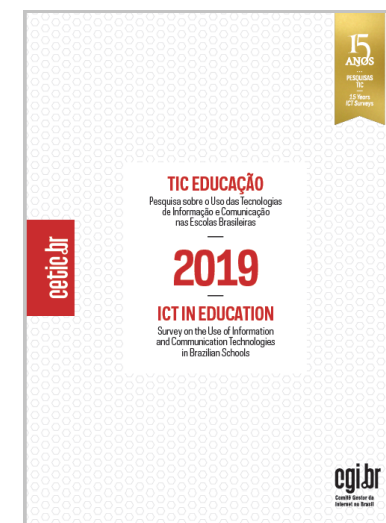 15
ANOS
PESQUISAS
TIC
15 Years
ICT Surveys
TIC EDUCAÇÃO
Pesquisa sobre o Uso das Tecnologias
de Informação e Comunicação
nas Escolas Brasileiras
2019
ICT IN EDUCATION
Survey on the Use of Information
and Communication Technologies
in Brazilian Schools
cetic.br
cgi.br
Comitê Gestor da
Internet no Brasil